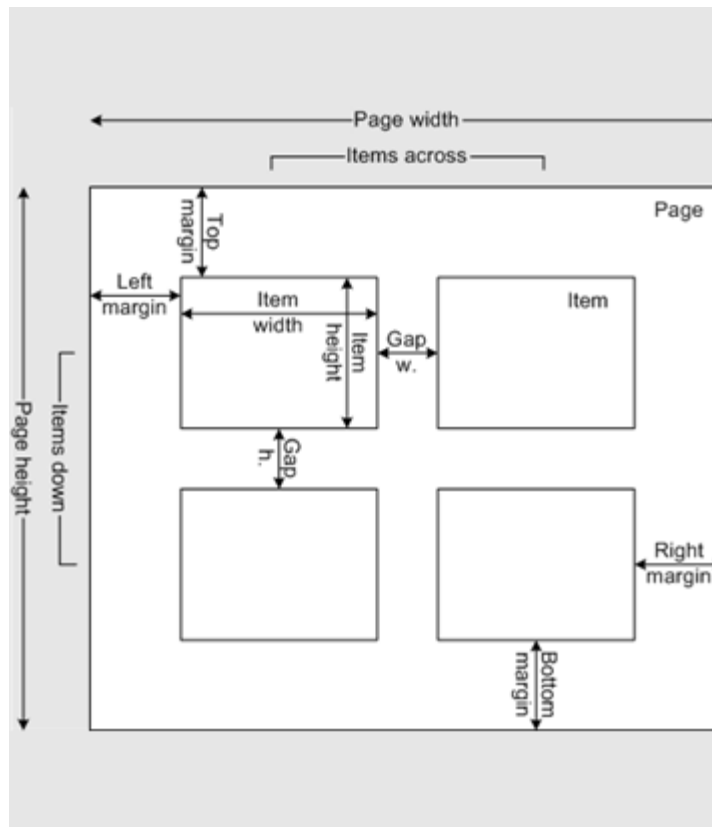 Page width
Items across
Page
Top
margin
Left
margin
Item
width
Item
height
Item
Gap
w.
Page height
Items down
Gap
h.
Right
margin
Bottom
margin